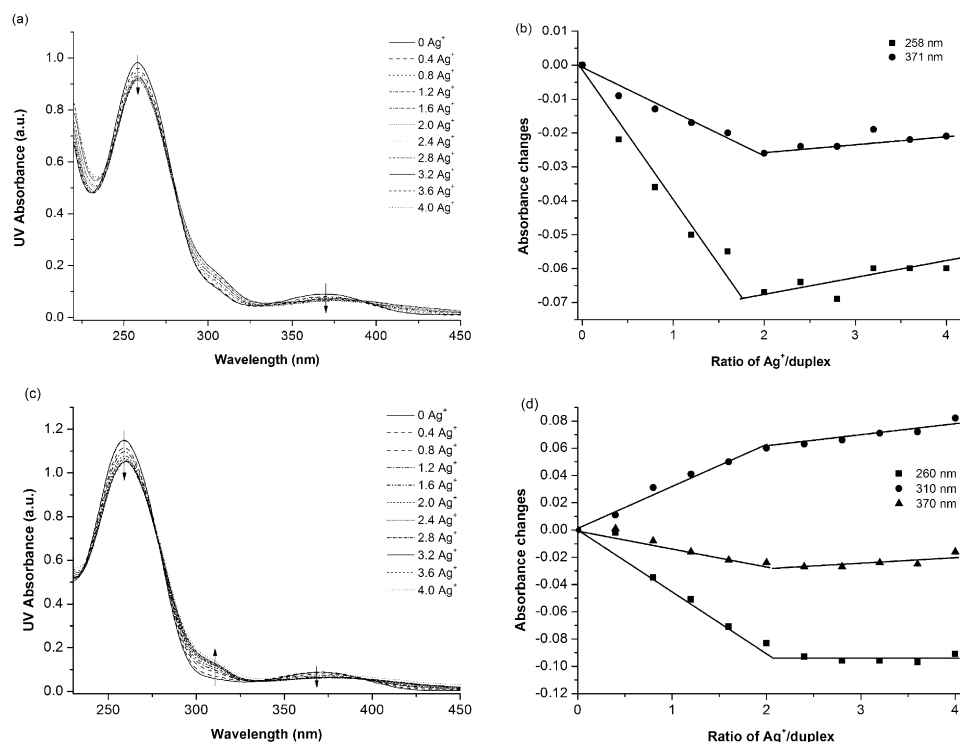 (a)
UV Absorbance (a.u.)
1.0
0.8
0.6
0.4
0.2
0.0
250
300
350
400
450
Wavelength (nm)
0 Ag⁺
0.4 Ag⁺
0.8 Ag⁺
1.2 Ag⁺
1.6 Ag⁺
2.0 Ag⁺
2.4 Ag⁺
2.8 Ag⁺
3.2 Ag⁺
3.6 Ag⁺
4.0 Ag⁺
(b)
Absorbance changes
0.00
-0.01
-0.02
-0.03
-0.04
-0.05
-0.06
-0.07
0
1
2
3
4
Ratio of Ag⁺/duplex
258 nm
371 nm
(c)
UV Absorbance (a.u.)
1.2
1.0
0.8
0.6
0.4
0.2
0.0
250
300
350
400
450
Wavelength (nm)
0 Ag⁺
0.4 Ag⁺
0.8 Ag⁺
1.2 Ag⁺
1.6 Ag⁺
2.0 Ag⁺
2.4 Ag⁺
2.8 Ag⁺
3.2 Ag⁺
3.6 Ag⁺
4.0 Ag⁺
(d)
Absorbance changes
0.08
0.06
0.04
0.02
0.00
-0.02
-0.04
-0.06
-0.08
-0.10
-0.12
0
1
2
3
4
Ratio of Ag⁺/duplex
260 nm
310 nm
370 nm